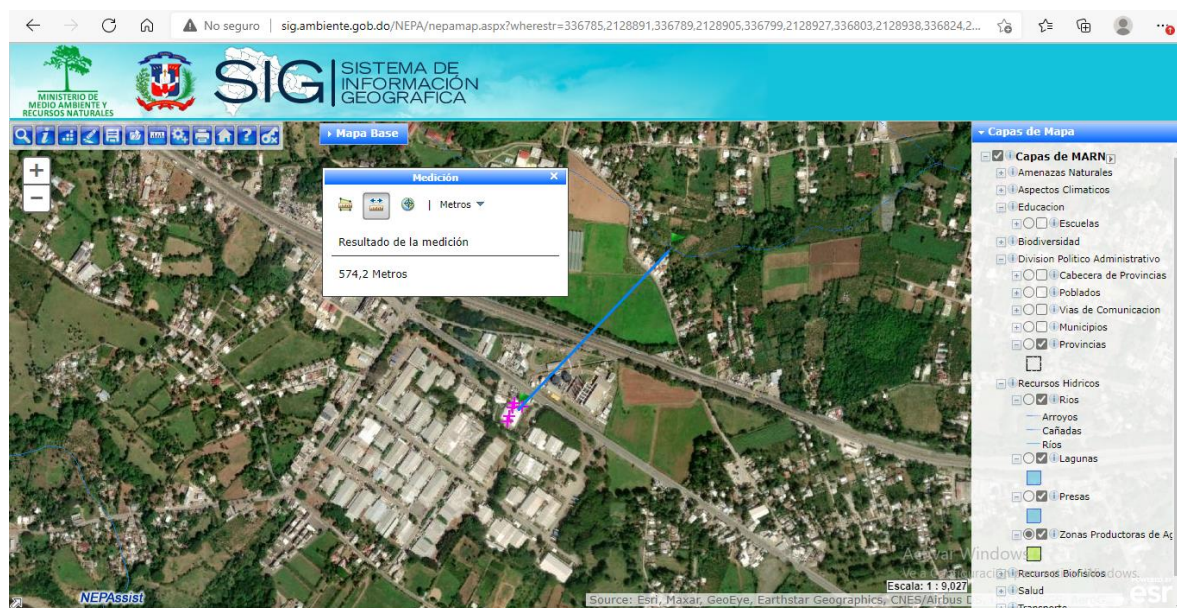 No seguro | sig.ambiente.gob.do/NEPA/nepamap.aspx?wherestr=336785,2128891,336789,2128905,336799,2128927,336803,2128938,336824,2...
MINISTERIO DE
MEDIO AMBIENTE Y
RECURSOS NATURALES
SIG
SISTEMA DE
INFORMACIÓN
GEOGRAFICA
Mapa Base
Medición
Metros
Resultado de la medición
574,2 Metros
Capas de Mapa
Capas de MARN
Amenazas Naturales
Aspectos Climaticos
Educacion
Escuelas
Biodiversidad
Division Politico Administrativo
Cabecera de Provincias
Poblados
Vias de Comunicacion
Municipios
Provincias
Recursos Hidricos
Rios
Arroyos
Cañadas
Ríos
Lagunas
Presas
Zonas Productoras de Ag
Recursos Biofisicos
Salud
Transporte
Activar Windows
Escala: 1 : 9,027
NEPAssist
Source: Esri, Maxar, GeoEye, Earthstar Geographics, CNES/Airbus D
esri